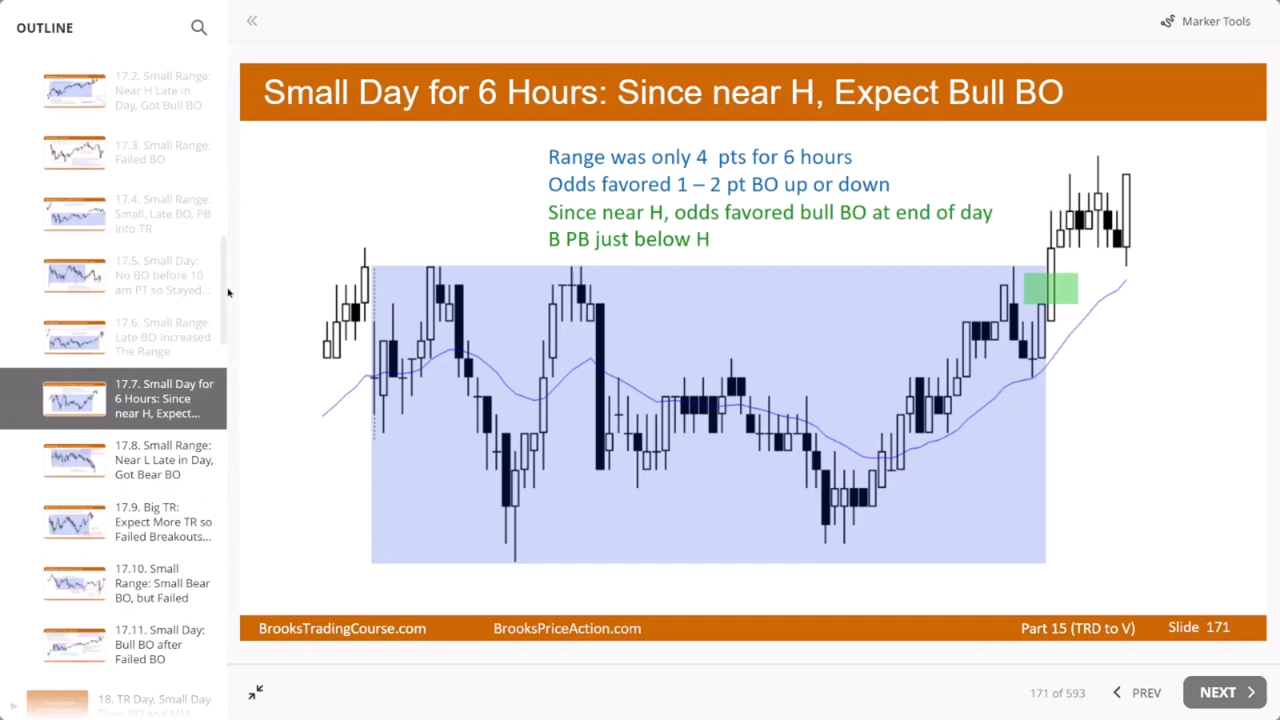 OUTLINE
17.2. Small Range:
Near H Late in
Day, Got Bull BO
17.3. Small Range:
Failed BO
17.4. Range:
Small, Late BO, PB
into TR
17.5. Small Day:
No BO before 10
am PT so Stayed...
17.6. Small Range:
Late BO Increased
The Range
17.7. Small Day for
6 Hours: Since
near H, Expect...
17.8. Small Range:
Near L Late in Day,
Got Bear BO
17.9. Big TR:
Expect More TR so
Failed Breakouts...
17.10. Small
Range: Small Bear
BO, but Failed
17.11. Small Day:
Bull BO after
Failed BO
18. TR Day, Small Day
Marker Tools
Small Day for 6 Hours: Since near H, Expect Bull BO
Range was only 4 pts for 6 hours
Odds favored 1 – 2 pt BO up or down
Since near H, odds favored bull BO at end of day
B PB just below H
BrooksTradingCourse.com
BrooksPriceAction.com
Part 15 (TRD to V)
Slide 171
171 of 593
PREV
NEXT